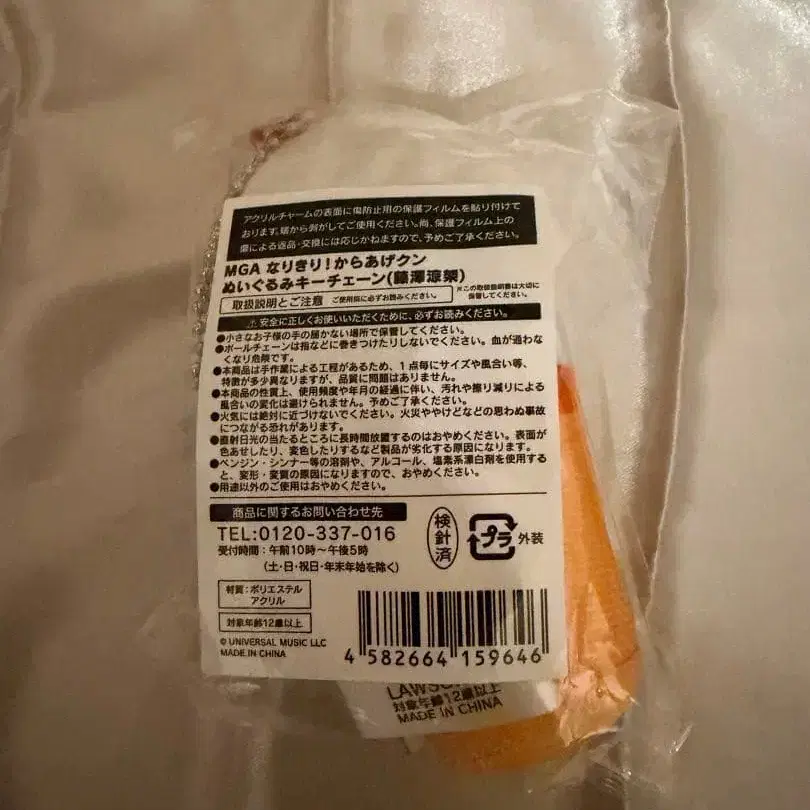 アクリルチャームの表面に傷防止用の保護フィルムを貼り付けて
おります。端から剥がしてご使用ください。尚、保護フィルム上の
傷による返品・交換には応じかねますので、予めご了承ください。
MGA なりきり!からあげクン
ぬいぐるみキーチェーン(藤澤涼架)
取扱説明とご注意 ご使用前に必ずお読みください。
※この取扱説明書は大切に
保管してください。
⚠安全に正しくお使いいただくために、必ずお読みください。
●小さなお子様の手の届かない場所で保管してください。
●ボールチェーンは指などに巻きつけたりしないでください。血が通わな
くなり危険です。
●本商品は手作業による工程があるため、1点毎にサイズや風合い等、
特徴が多少異なりますが、品質に問題はありません。
●本商品の性質上、使用頻度や年月の経過に伴い、汚れや擦り減りによる
風合いの変化は避けられません。予めご了承ください。
●火気には絶対に近づけないでください。火災ややけどなどの思わぬ事故
につながる恐れがあります。
●直射日光の当たるところに長時間放置するのはおやめください。表面が
色あせしたり、変色したりするなど製品が劣化する原因になります。
●ベンジン・シンナー等の溶剤や、アルコール、塩素系漂白剤を使用する
と、変形・変質の原因になりますので、おやめください。
●用途以外のご使用はおやめください。
商品に関するお問い合わせ先
TEL:0120-337-016
受付時間:午前10時~午後5時
(土・日・祝日・年末年始を除く)
検針済
プラ 外装
材質:ポリエステル
アクリル
対象年齢12歳以上
© UNIVERSAL MUSIC LLC
MADE IN CHINA
4 582664 159646
LAWSON
対象年齢12歳以上
MADE IN CHINA